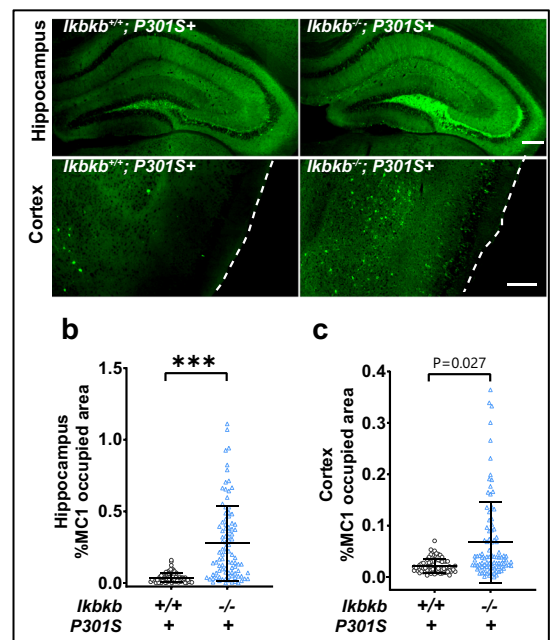 Hippocampus
Ikbkb+/+; P301S+
Ikbkb-/-; P301S+
Cortex
Ikbkb+/+; P301S+
Ikbkb-/-; P301S+
b
Hippocampus
%MC1 occupied area
1.5
1.0
0.5
0.0
***
Ikbkb +/+ -/-
P301S + +
c
Cortex
%MC1 occupied area
0.4
0.3
0.2
0.1
0.0
P=0.027
Ikbkb +/+ -/-
P301S + +